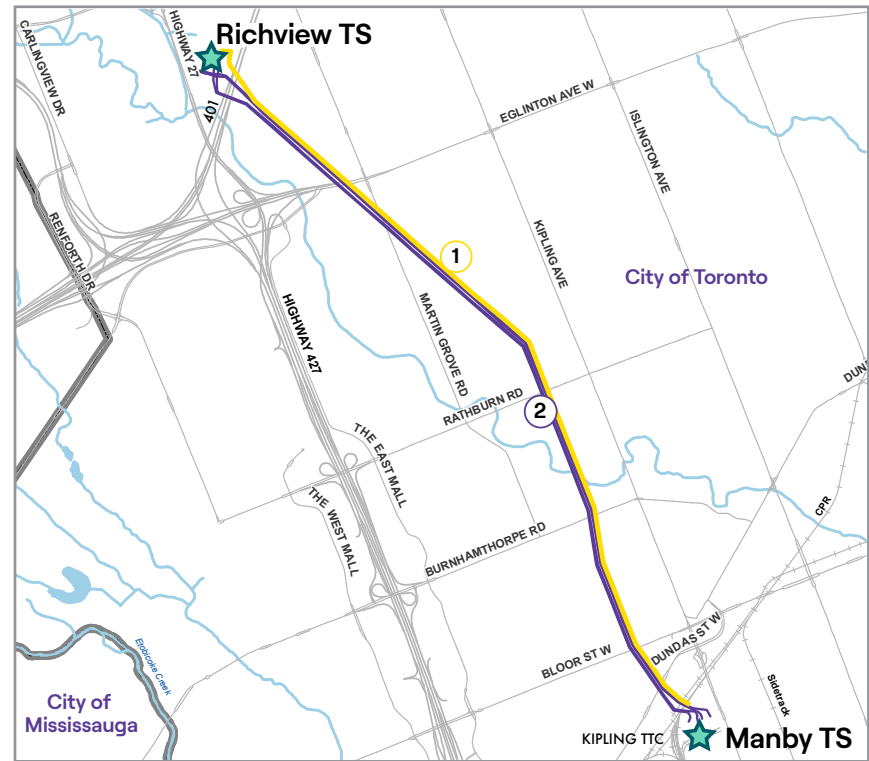 Richview TS
CARLINGVIEW DR
HIGHWAY 27
401
EGLINTON AVE W
ISLINGTON AVE
RENFORTH DR
KIPLING AVE
1
City of Toronto
HIGHWAY 427
MARTIN GROVE RD
RATHBURN RD
2
THE EAST MALL
THE WEST MALL
BURNHAMTHORPE RD
CPR
DUNDAS ST W
BLOOR ST W
Etobicoke Creek
Sidetrack
City of
Mississauga
KIPLING TTC
Manby TS